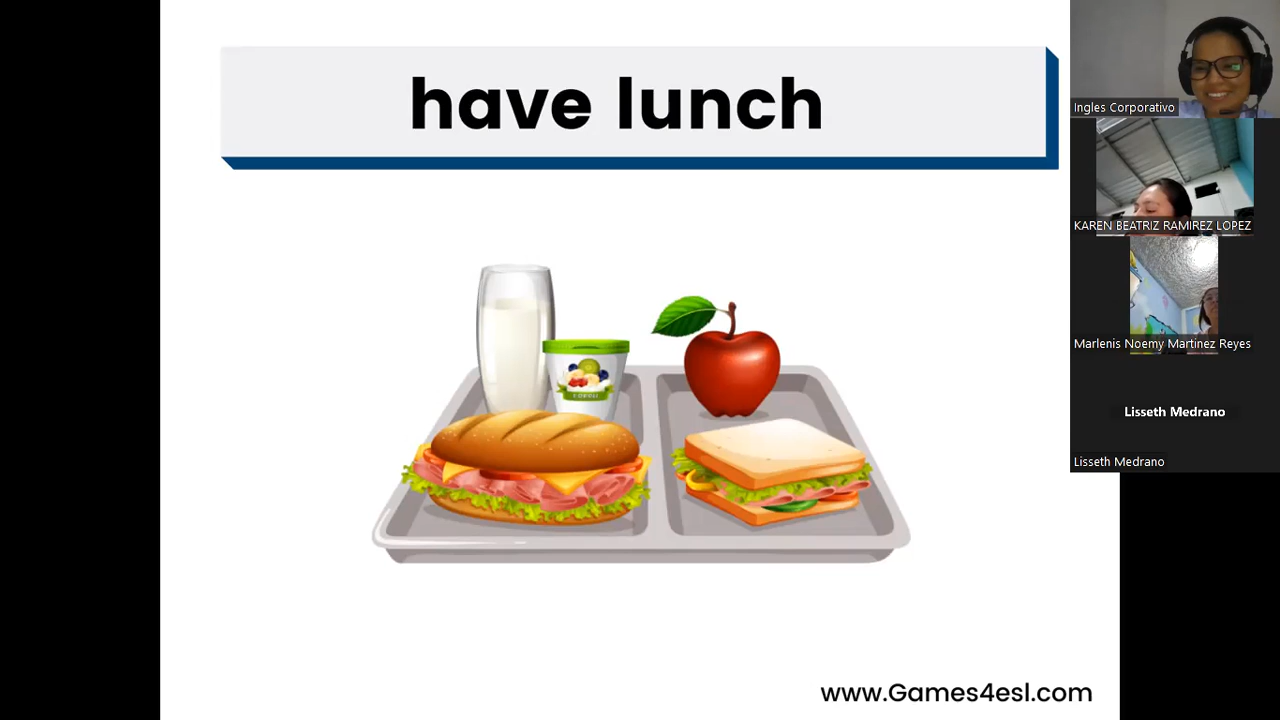 have lunch
www.Games4esl.com
Ingles Corporativo
KAREN BEATRIZ RAMIREZ LOPEZ
Marlenis Noemy Martinez Reyes
Lisseth Medrano
Lisseth Medrano